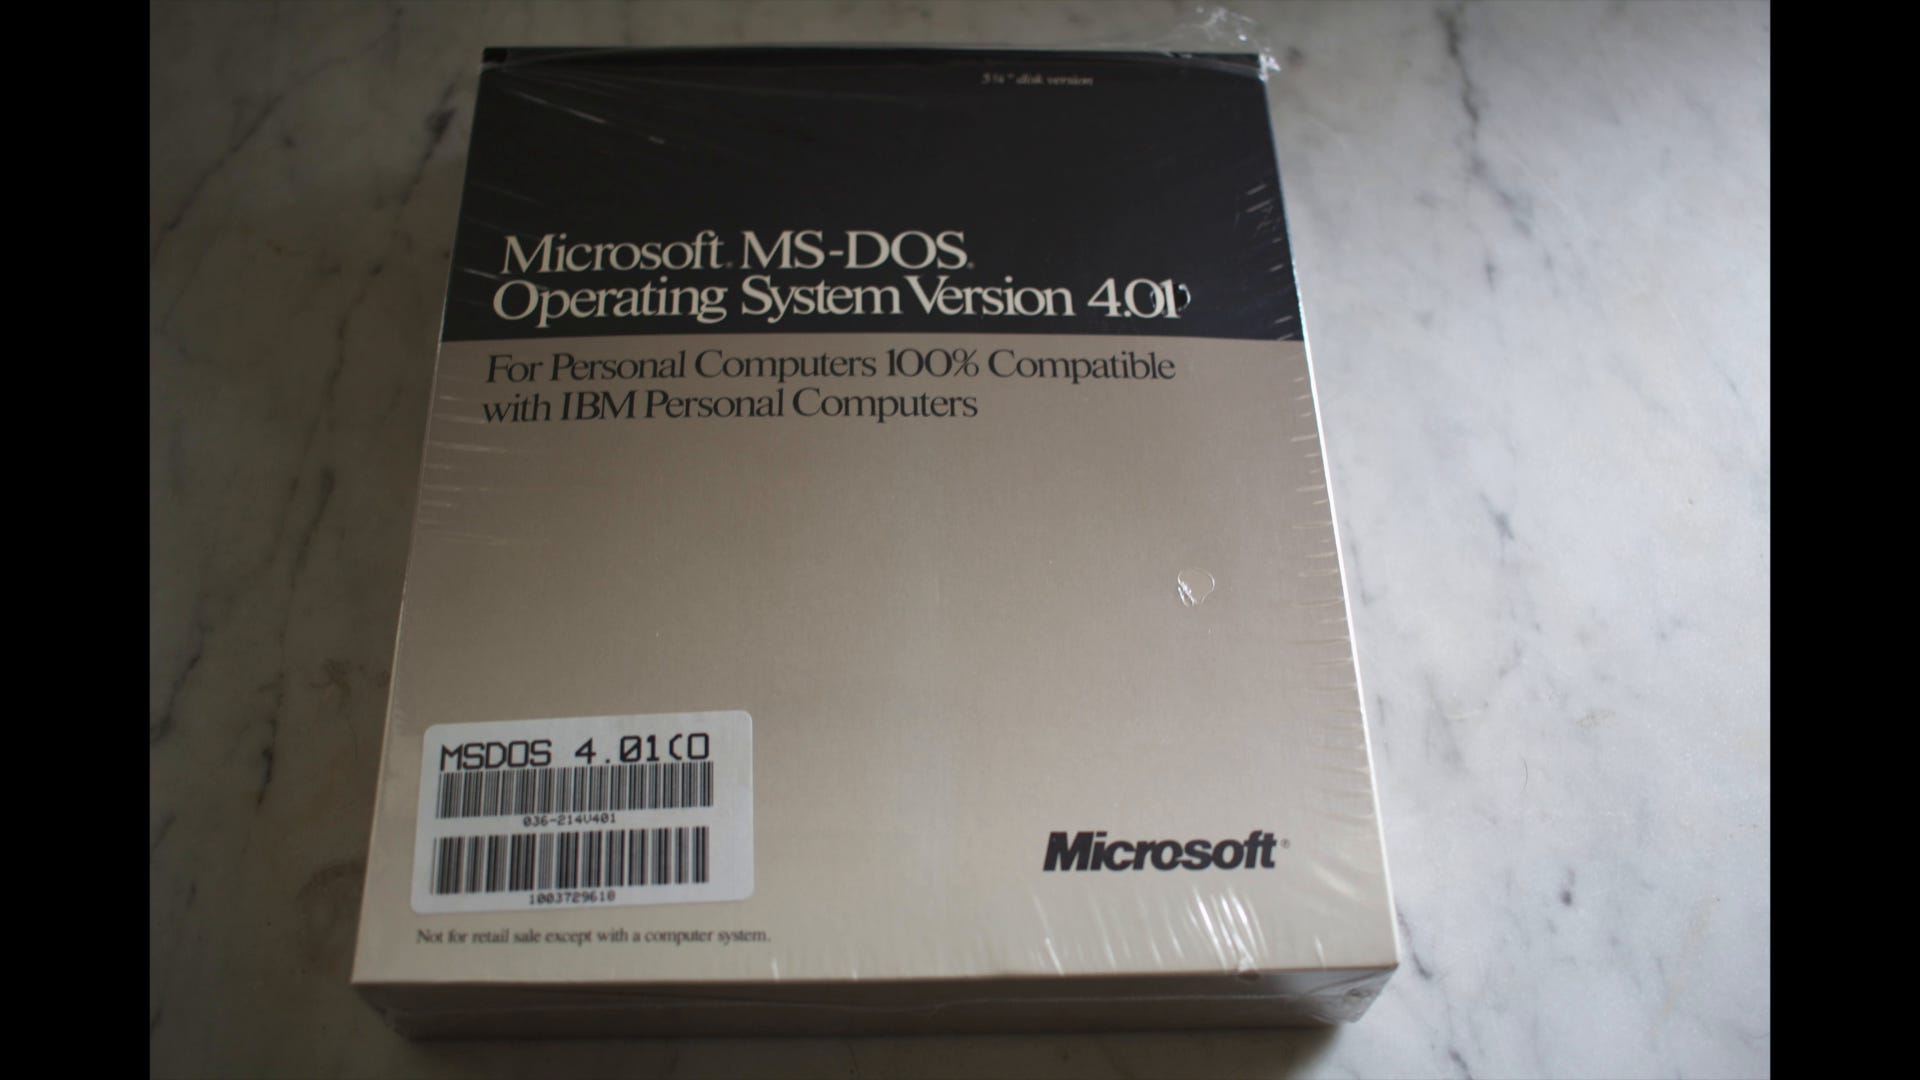 5¼" disk version
Microsoft® MS-DOS®
Operating System Version 4.01
For Personal Computers 100% Compatible
with IBM Personal Computers
MSDOS 4.01(O
036-214V401
1003729618
Microsoft®
Not for retail sale except with a computer system.